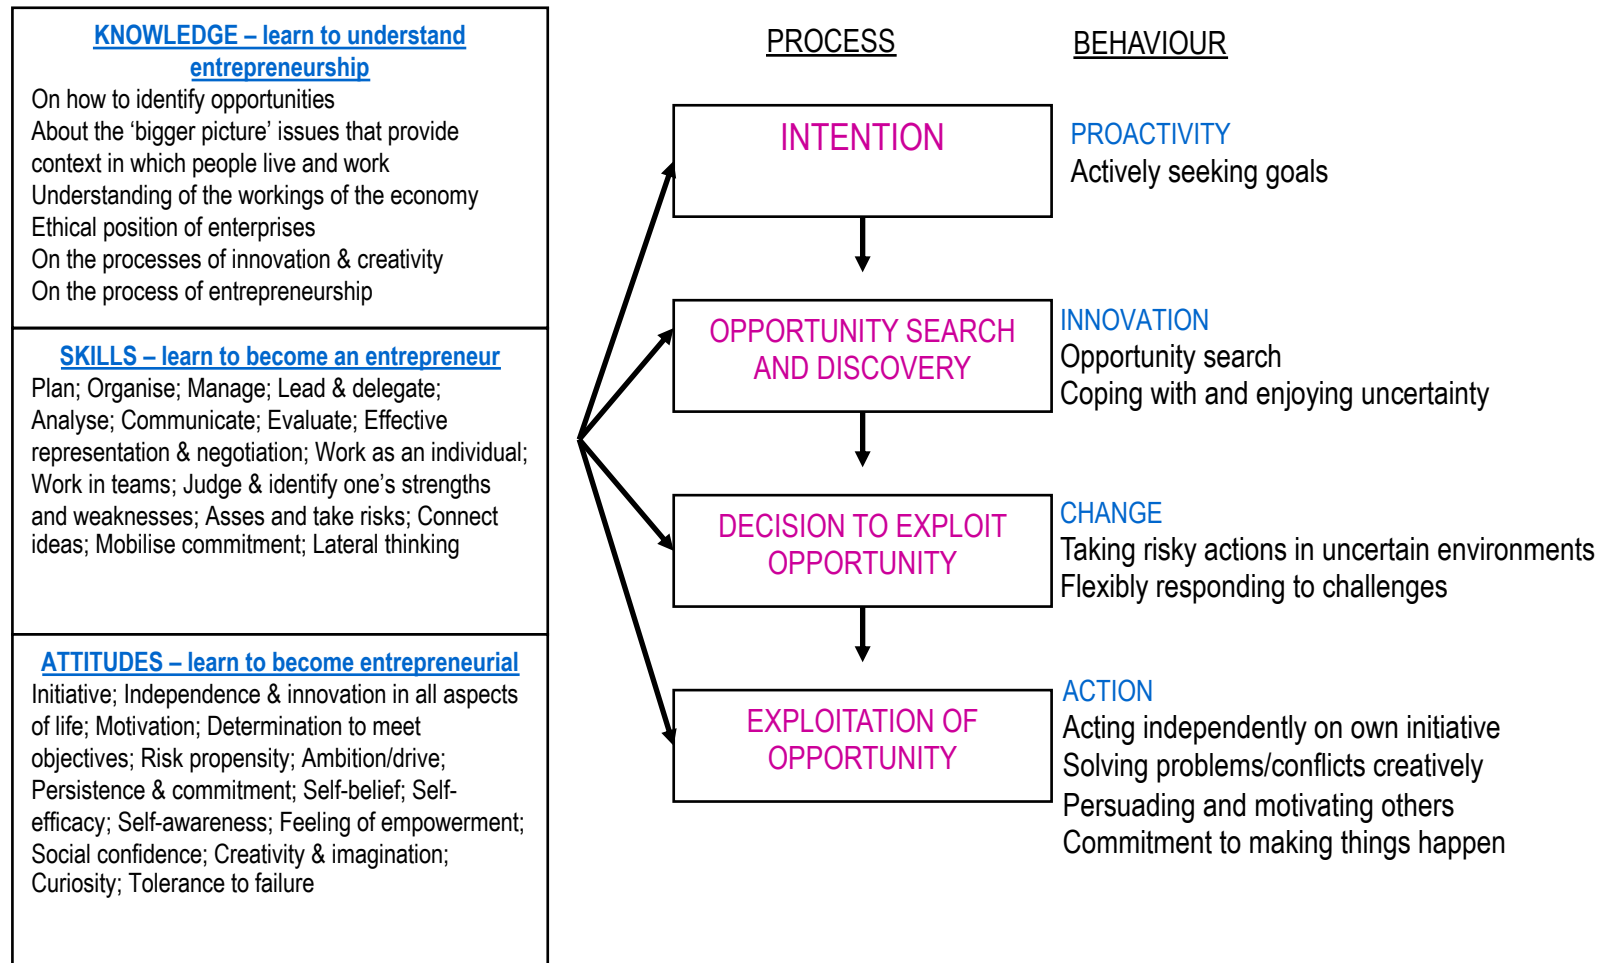 KNOWLEDGE – learn to understand
entrepreneurship
On how to identify opportunities
About the ‘bigger picture’ issues that provide
context in which people live and work
Understanding of the workings of the economy
Ethical position of enterprises
On the processes of innovation & creativity
On the process of entrepreneurship
SKILLS – learn to become an entrepreneur
Plan; Organise; Manage; Lead & delegate;
Analyse; Communicate; Evaluate; Effective
representation & negotiation; Work as an individual;
Work in teams; Judge & identify one’s strengths
and weaknesses; Asses and take risks; Connect
ideas; Mobilise commitment; Lateral thinking
ATTITUDES – learn to become entrepreneurial
Initiative; Independence & innovation in all aspects
of life; Motivation; Determination to meet
objectives; Risk propensity; Ambition/drive;
Persistence & commitment; Self-belief; Self-
efficacy; Self-awareness; Feeling of empowerment;
Social confidence; Creativity & imagination;
Curiosity; Tolerance to failure
PROCESS
INTENTION
OPPORTUNITY SEARCH
AND DISCOVERY
DECISION TO EXPLOIT
OPPORTUNITY
EXPLOITATION OF
OPPORTUNITY
BEHAVIOUR
PROACTIVITY
Actively seeking goals
INNOVATION
Opportunity search
Coping with and enjoying uncertainty
CHANGE
Taking risky actions in uncertain environments
Flexibly responding to challenges
ACTION
Acting independently on own initiative
Solving problems/conflicts creatively
Persuading and motivating others
Commitment to making things happen